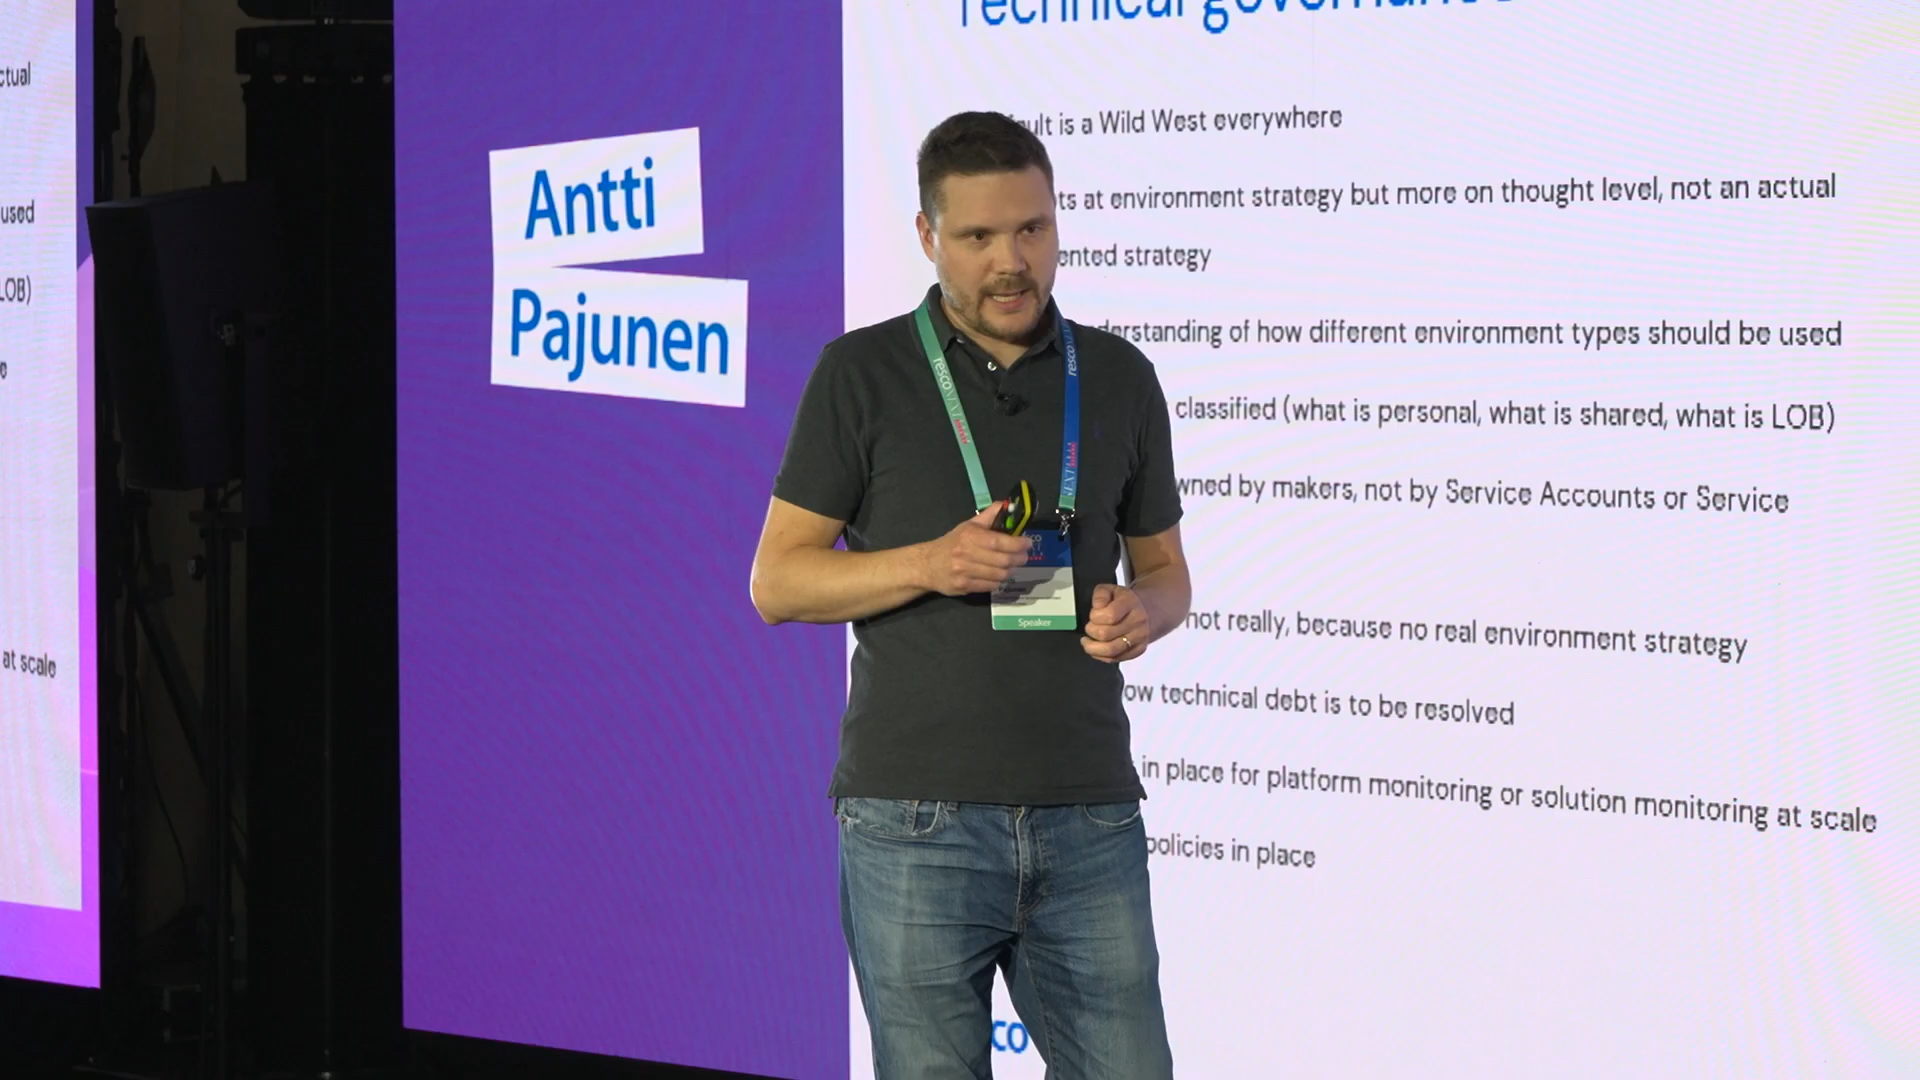 ctual
used
LOB)
e
at scale
Antti
Pajunen
Technical governance
ult is a Wild West everywhere
ts at environment strategy but more on thought level, not an actual
ented strategy
derstanding of how different environment types should be used
classified (what is personal, what is shared, what is LOB)
wned by makers, not by Service Accounts or Service
not really, because no real environment strategy
ow technical debt is to be resolved
in place for platform monitoring or solution monitoring at scale
policies in place
co
resco
resco
NEXT
Speaker